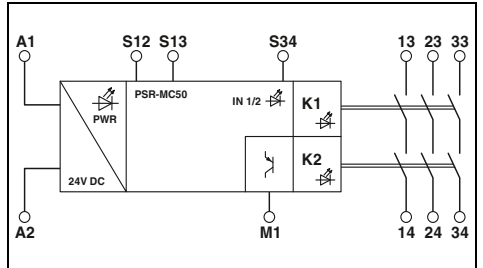 A1 S12 S13 S34 13 23 33
PSR-MC50 IN 1/2 K1
PWR
K2
24V DC
A2 M1 14 24 34